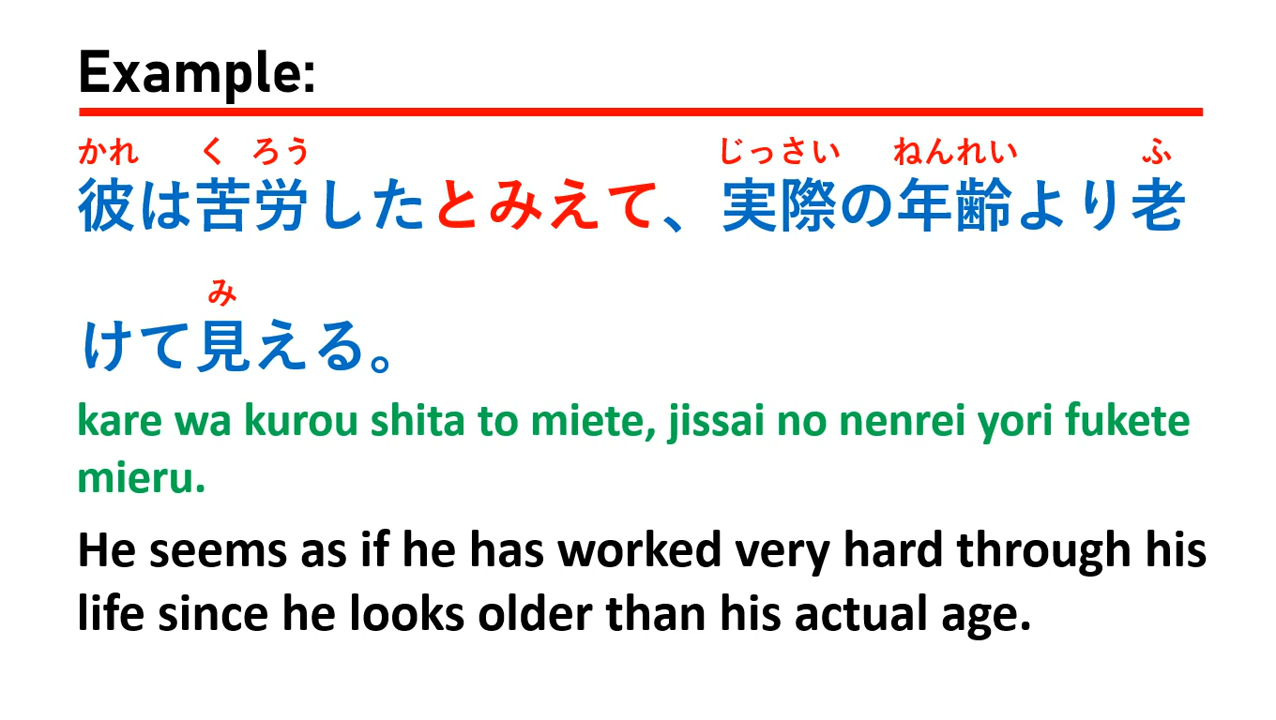 Example:
かれ く ろう じっさい ねんれい ふ
彼は苦労したとみえて、実際の年齢より老
み
けて見える。
kare wa kurou shita to miete, jissai no nenrei yori fukete
mieru.
He seems as if he has worked very hard through his
life since he looks older than his actual age.